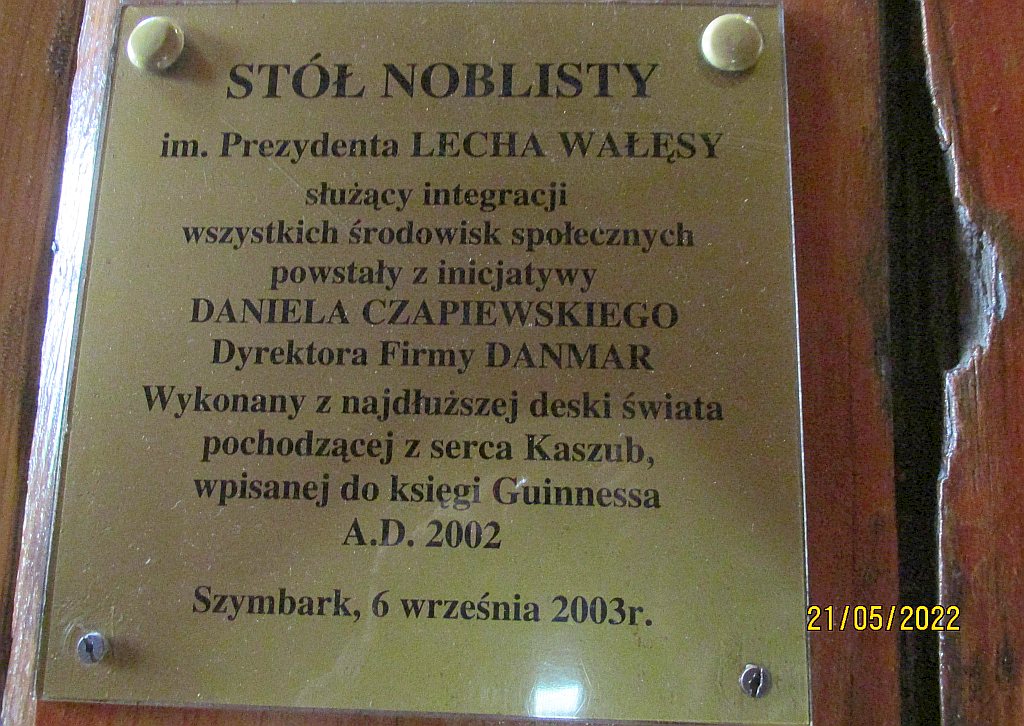 STÓŁ NOBLISTY
im. Prezydenta LECHA WAŁĘSY
służący integracji
wszystkich środowisk społecznych
powstały z inicjatywy
DANIELA CZAPIEWSKIEGO
Dyrektora Firmy DANMAR
Wykonany z najdłuższej deski świata
pochodzącej z serca Kaszub,
wpisanej do księgi Guinnessa
A.D. 2002
Szymbark, 6 września 2003r.
21/05/2022